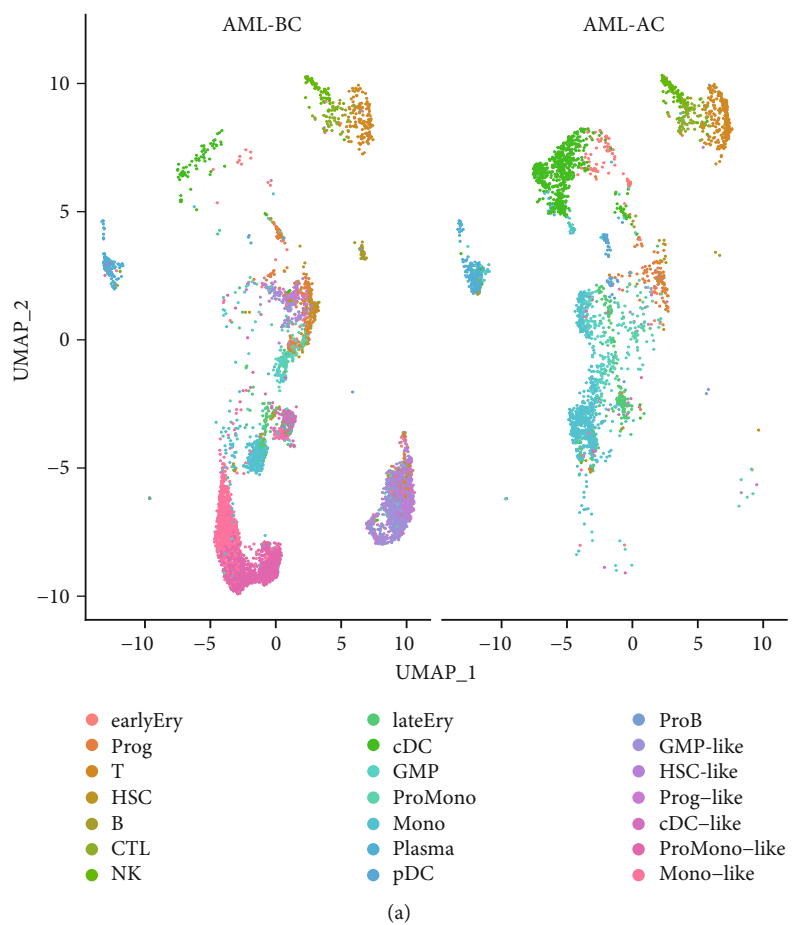 AML-BC
AML-AC
UMAP_2
10
5
0
−5
−10
−10
−5
0
5
10
−10
−5
0
5
10
UMAP_1
earlyEry
Prog
T
HSC
B
CTL
NK
lateEry
cDC
GMP
ProMono
Mono
Plasma
pDC
ProB
GMP-like
HSC-like
Prog−like
cDC−like
ProMono−like
Mono−like
(a)